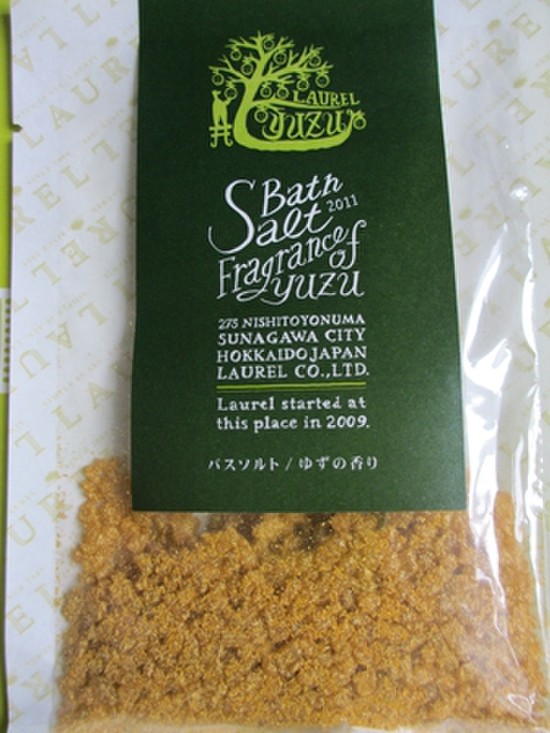 LAUREL
YUZU
Bath
Salt 2011
Fragrance of
YUZU
275 NISHITOYONUMA
SUNAGAWA CITY
HOKKAIDO JAPAN
LAUREL CO.,LTD.
Laurel started at
this place in 2009.
バスソルト / ゆずの香り